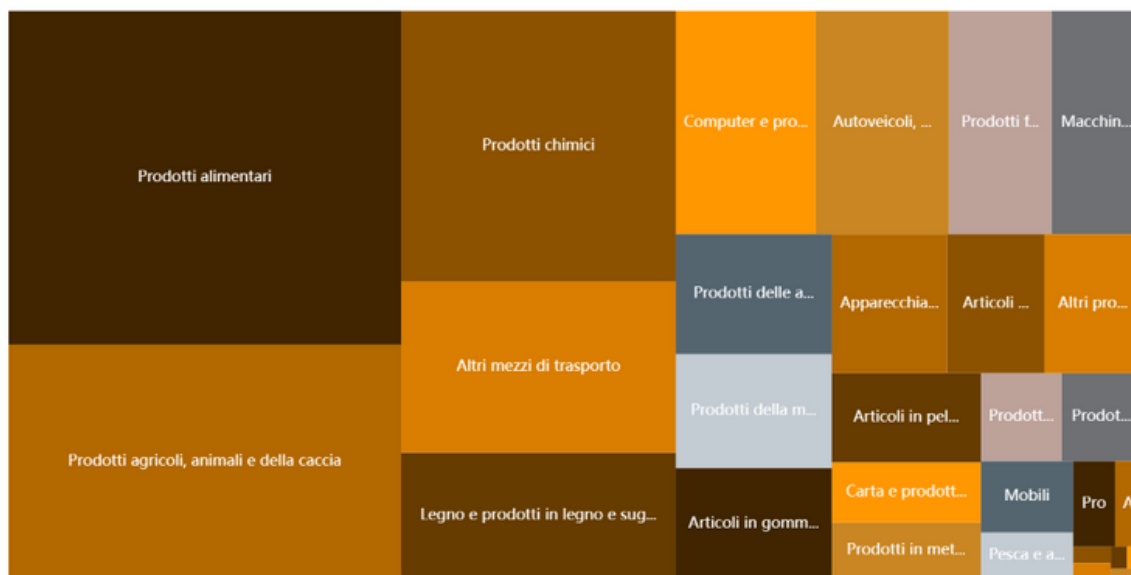 Prodotti alimentari
Prodotti agricoli, animali e della caccia
Prodotti chimici
Altri mezzi di trasporto
Legno e prodotti in legno e sug...
Computer e pro...
Autoveicoli, ...
Prodotti f...
Macchin...
Prodotti delle a...
Prodotti della m...
Articoli in gomm...
Apparecchia...
Articoli ...
Altri pro...
Articoli in pel...
Prodott...
Prodot...
Carta e prodott...
Prodotti in met...
Mobili
Pesca e a...
Pro
A